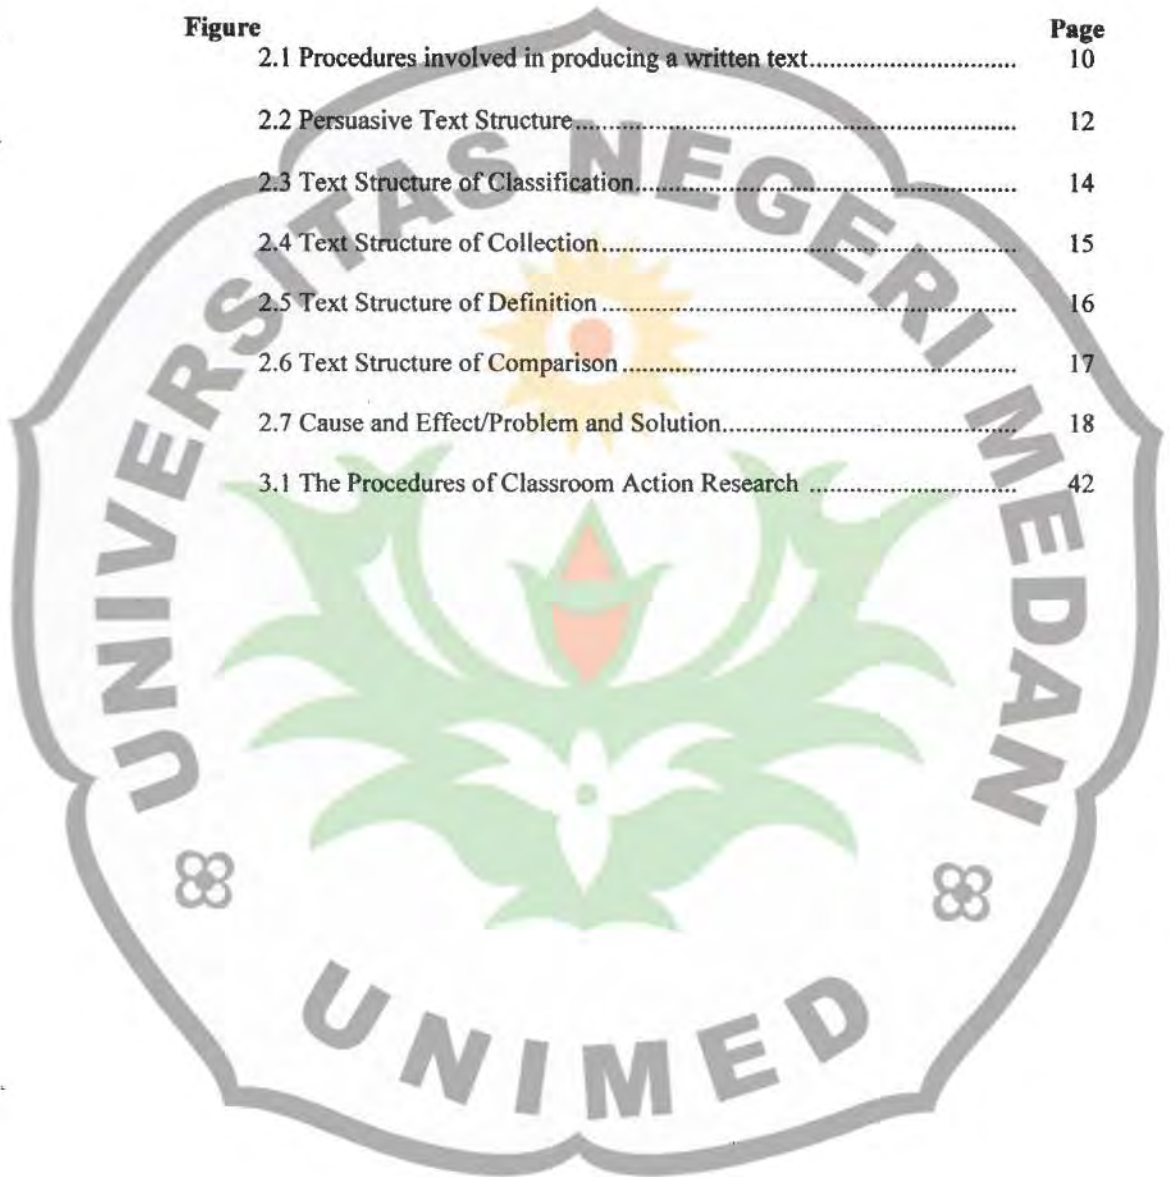 Figure Page
2.1 Procedures involved in producing a written text............................. 10
2.2 Persuasive Text Structure............................................................... 12
2.3 Text Structure of Classification...................................................... 14
2.4 Text Structure of Collection........................................................... 15
2.5 Text Structure of Definition ........................................................... 16
2.6 Text Structure of Comparison ........................................................ 17
2.7 Cause and Effect/Problem and Solution.......................................... 18
3.1 The Procedures of Classroom Action Research ............................. 42
UNIVERSITAS NEGERI MEDAN
UNIMED